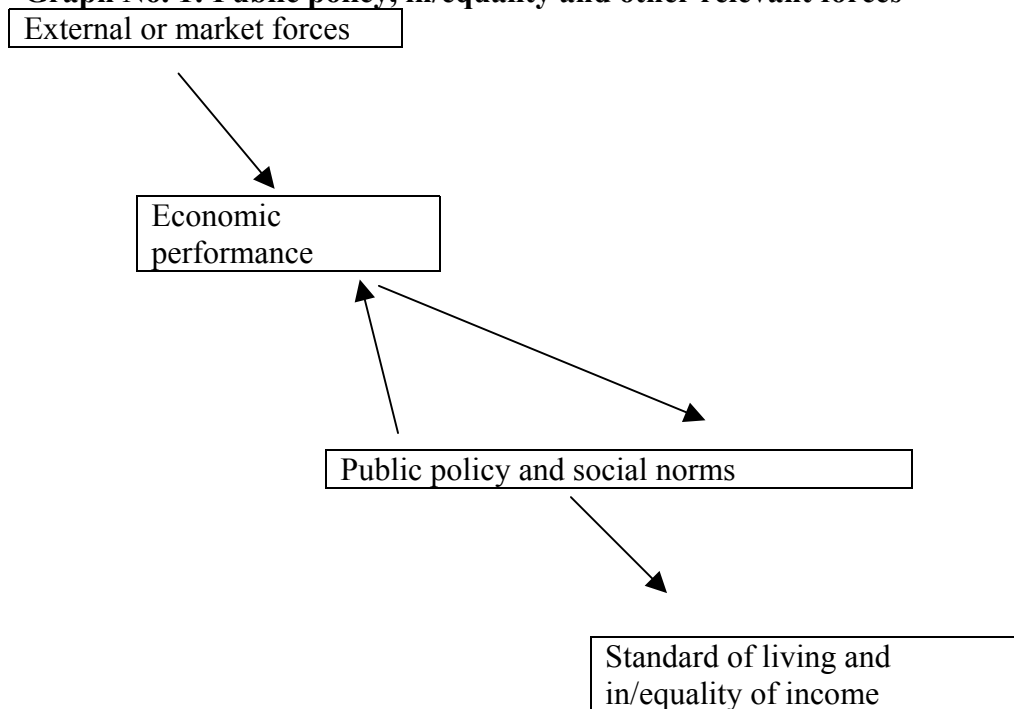 Graph No. 1: Public policy, in/equality and other relevant forces
External or market forces
Economic
performance
Public policy and social norms
Standard of living and
in/equality of income